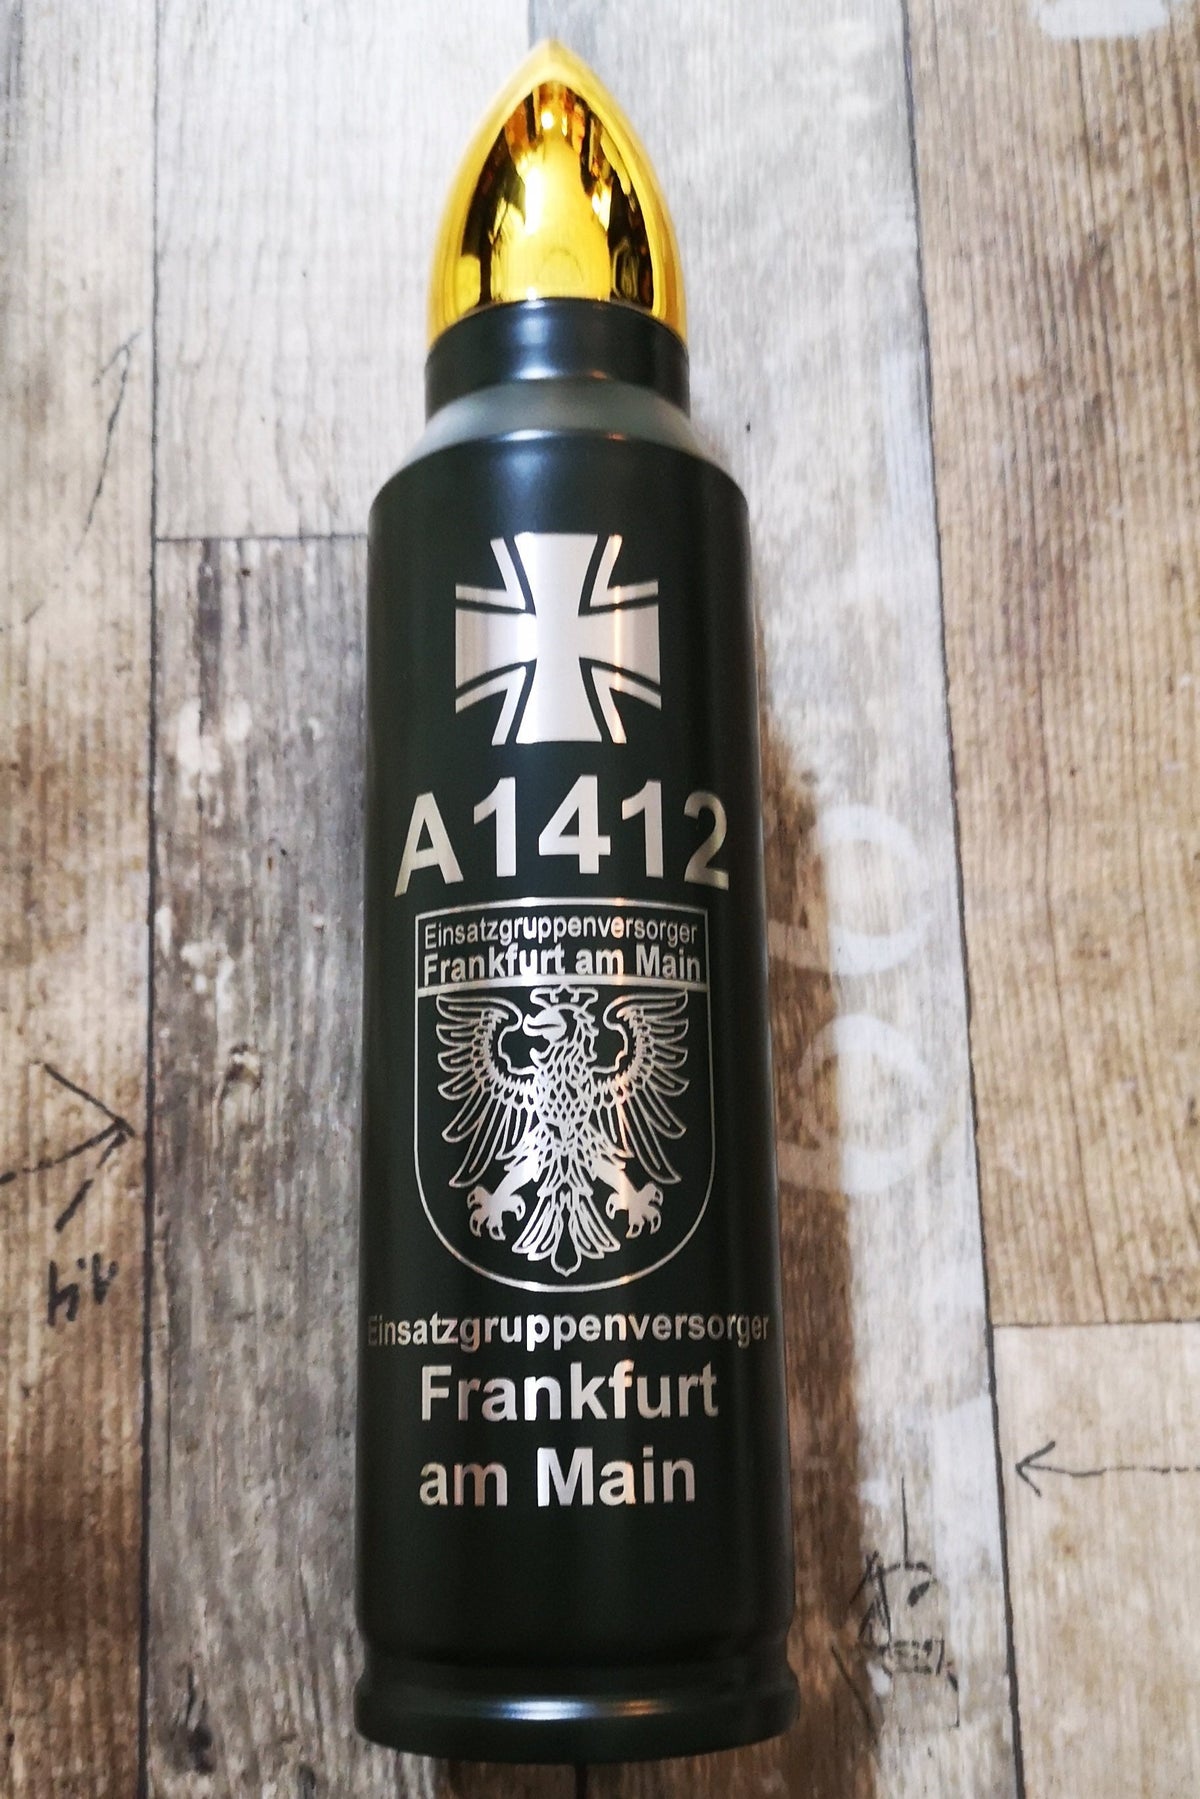 A1412
Einsatzgruppenversorger
Frankfurt am Main
Einsatzgruppenversorger
Frankfurt
am Main